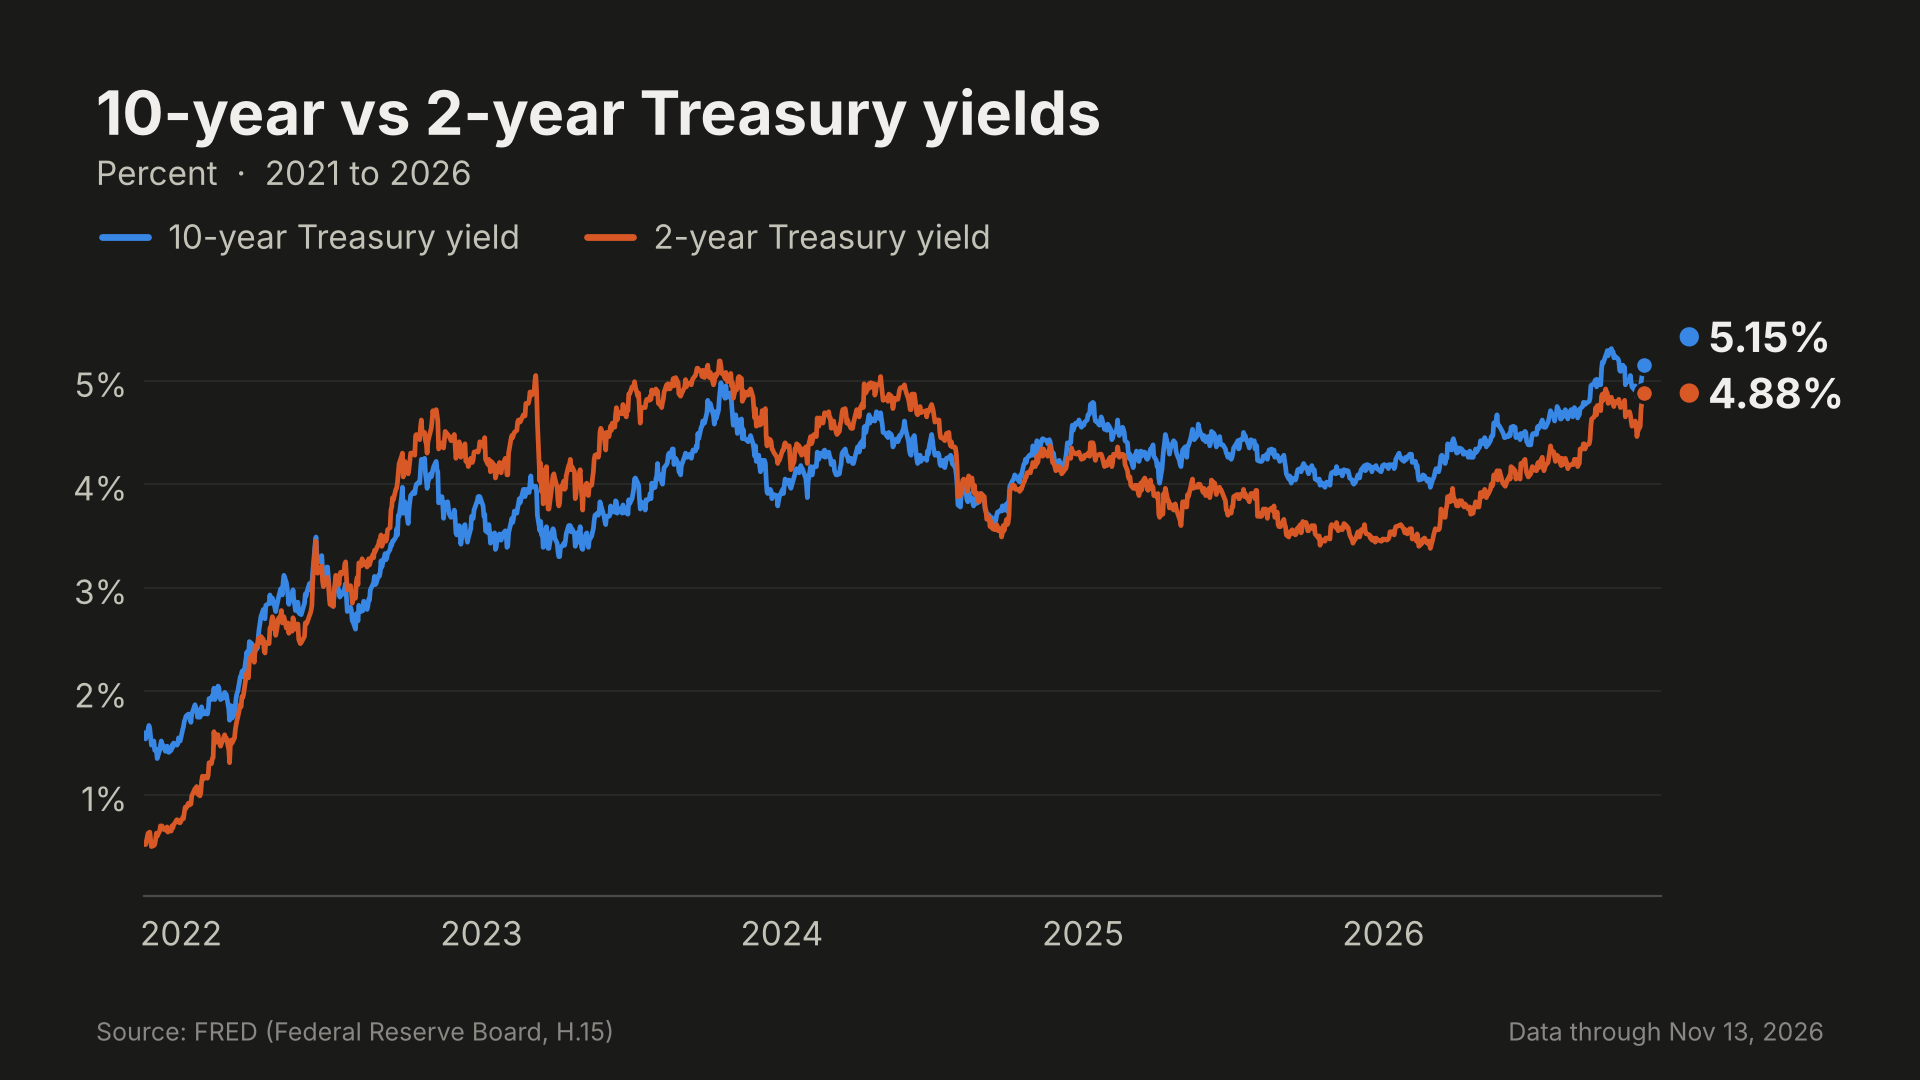 10-year vs 2-year Treasury yields
Percent · 2021 to 2026
10-year Treasury yield 2-year Treasury yield
5.15%
5%
4.88%
4%
3%
2%
1%
2022 2023 2024 2025 2026
Source: FRED (Federal Reserve Board, H.15) Data through Nov 13, 2026